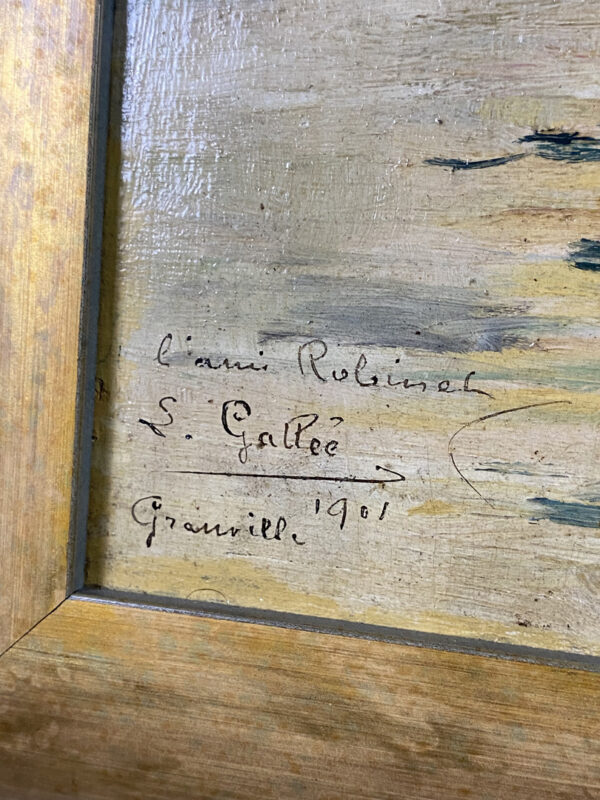 l'ami Robinet
L. Gallée
Granville 1901